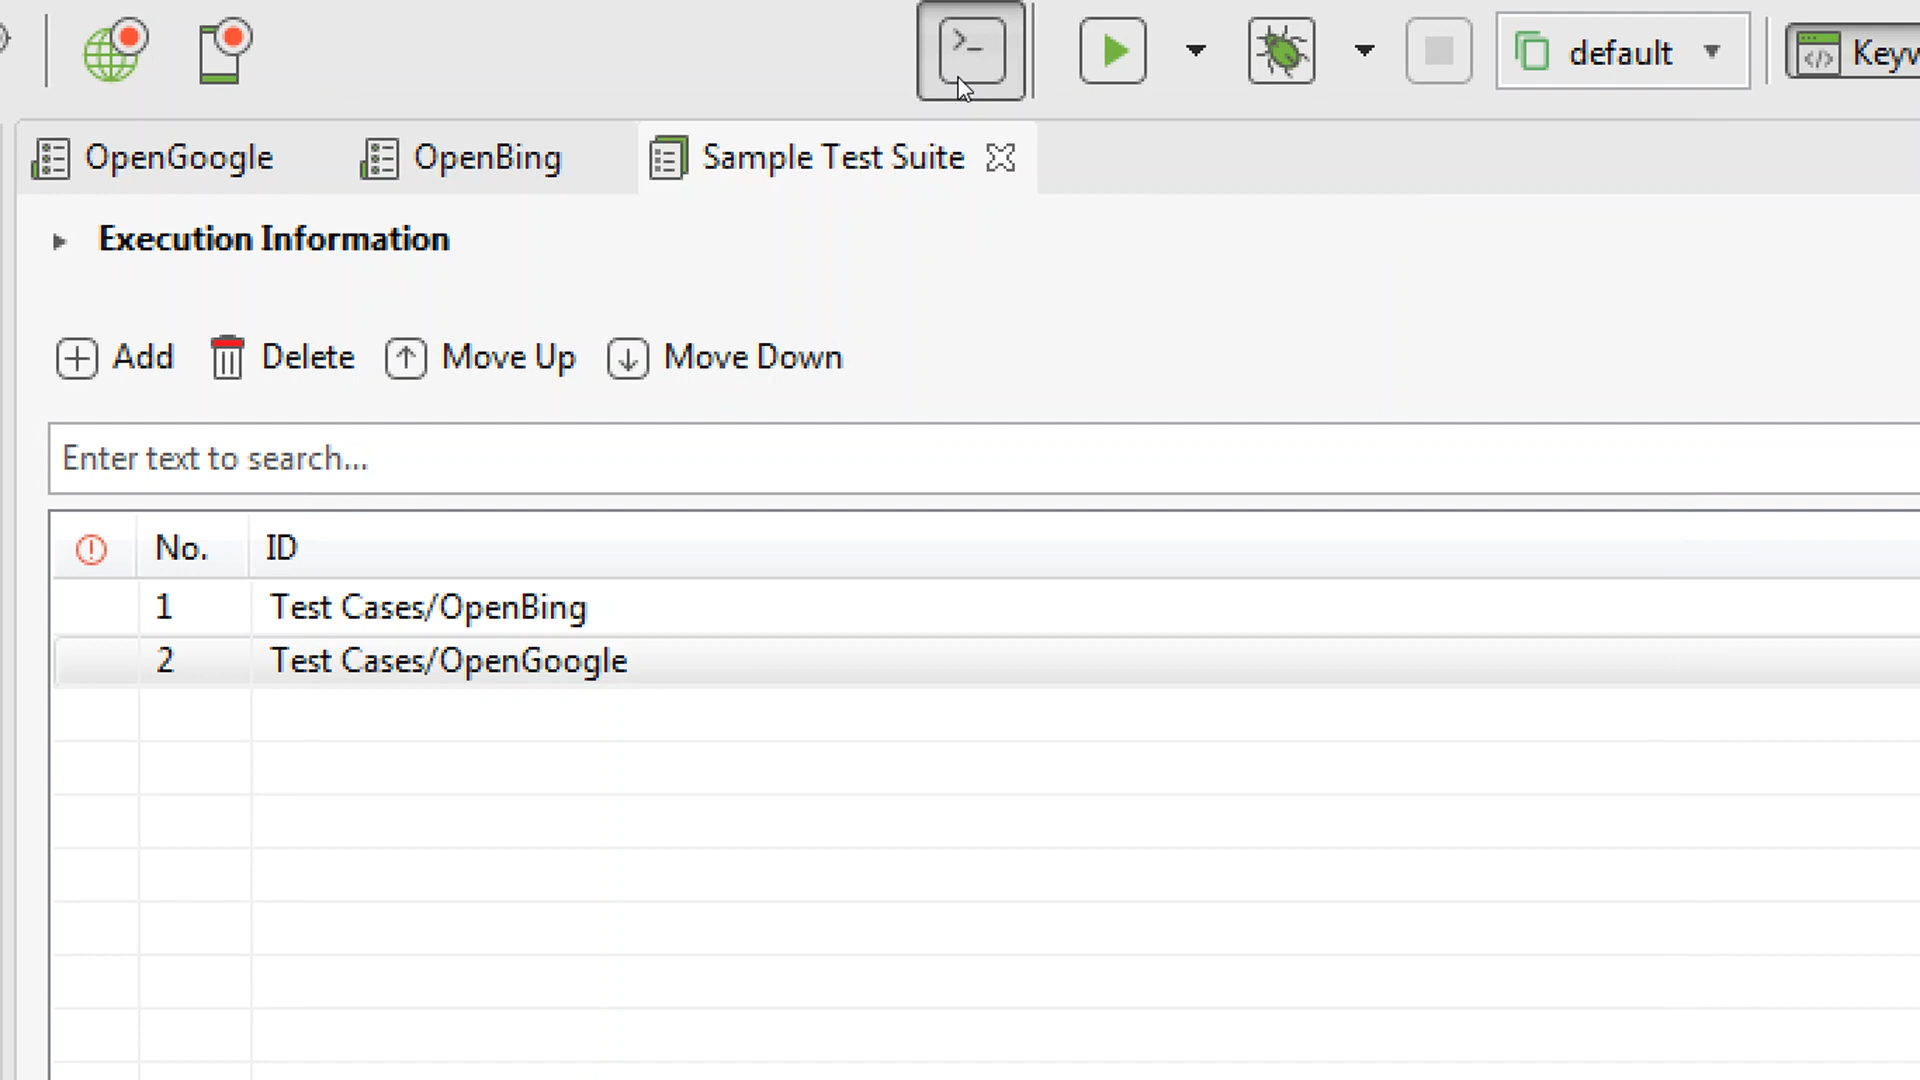 default
Keyw
OpenGoogle
OpenBing
Sample Test Suite
Execution Information
Add
Delete
Move Up
Move Down
Enter text to search...
No.
ID
1
Test Cases/OpenBing
2
Test Cases/OpenGoogle